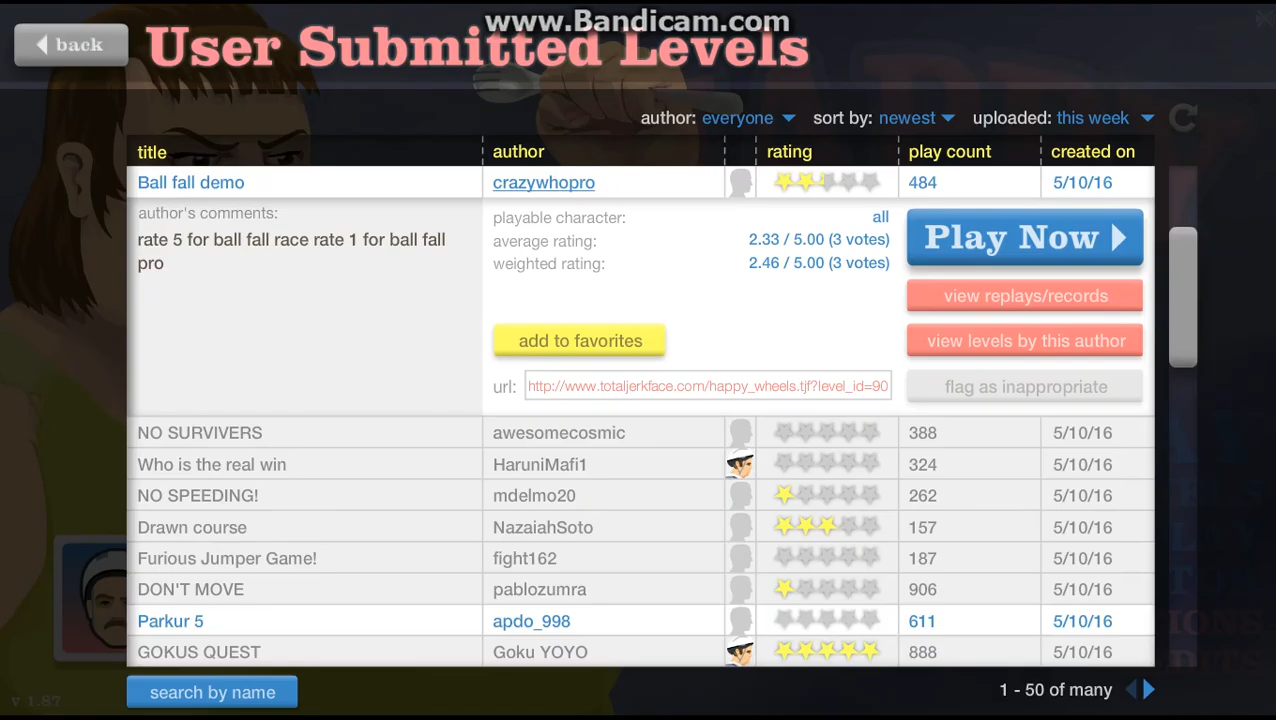 www.Bandicam.com
back
User Submitted Levels
author: everyone sort by: newest uploaded: this week
title author rating play count created on
Ball fall demo crazywhopro 484 5/10/16
author's comments:
rate 5 for ball fall race rate 1 for ball fall
pro
playable character: all
average rating: 2.33 / 5.00 (3 votes)
weighted rating: 2.46 / 5.00 (3 votes)
Play Now
view replays/records
add to favorites
view levels by this author
url: http://www.totaljerkface.com/happy_wheels.tjf?level_id=90
flag as inappropriate
NO SURVIVERS awesomecosmic 388 5/10/16
Who is the real win HaruniMafi1 324 5/10/16
NO SPEEDING! mdelmo20 262 5/10/16
Drawn course NazaiahSoto 157 5/10/16
Furious Jumper Game! fight162 187 5/10/16
DON'T MOVE pablozumra 906 5/10/16
Parkur 5 apdo_998 611 5/10/16
GOKUS QUEST Goku YOYO 888 5/10/16
search by name
1 - 50 of many
v 1.87